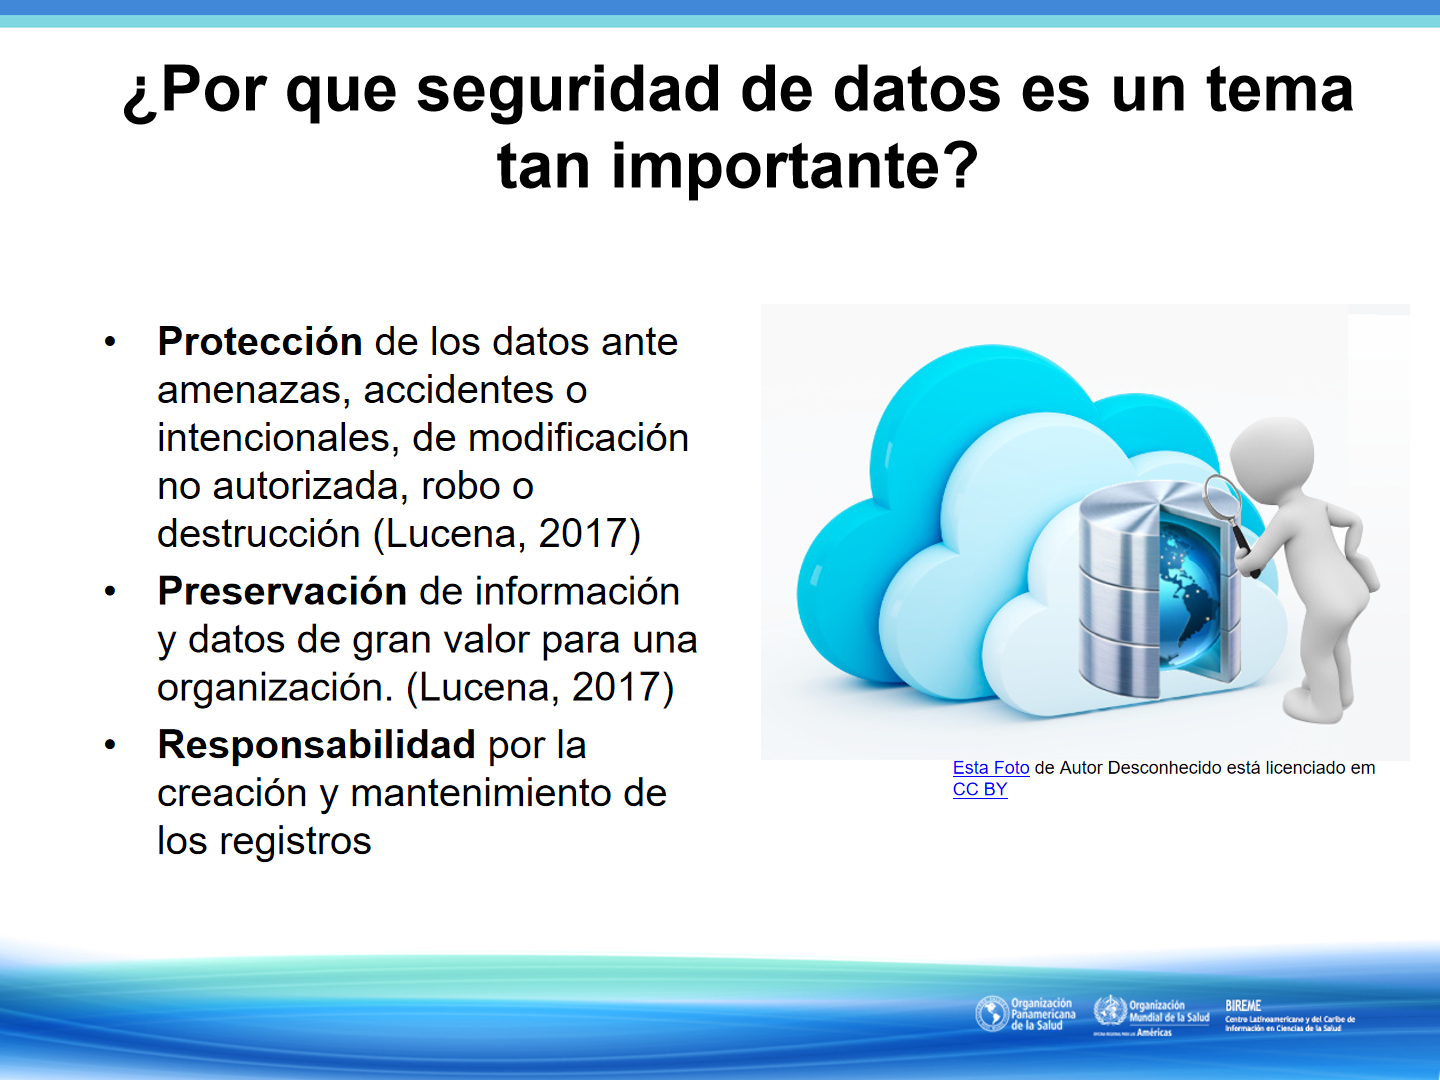 ¿Por que seguridad de datos es un tema
tan importante?
• Protección de los datos ante
amenazas, accidentes o
intencionales, de modificación
no autorizada, robo o
destrucción (Lucena, 2017)
• Preservación de información
y datos de gran valor para una
organización. (Lucena, 2017)
• Responsabilidad por la
creación y mantenimiento de
los registros
Esta Foto de Autor Desconhecido está licenciado em
CC BY
Organización
Panamericana
de la Salud
Organización
Mundial de la Salud
OFICINA REGIONAL PARA LAS Américas
BIREME
Centro Latinoamericano y del Caribe de
Información en Ciencias de la Salud